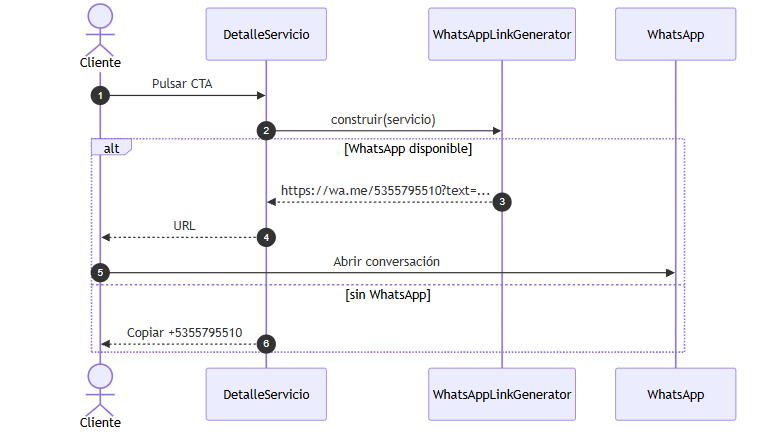 Cliente
DetalleServicio
WhatsAppLinkGenerator
WhatsApp
Pulsar CTA
1
construir(servicio)
2
alt
[WhatsApp disponible]
https://wa.me/5355795510?text=...
3
URL
4
Abrir conversación
5
[sin WhatsApp]
Copiar +5355795510
6
Cliente
DetalleServicio
WhatsAppLinkGenerator
WhatsApp